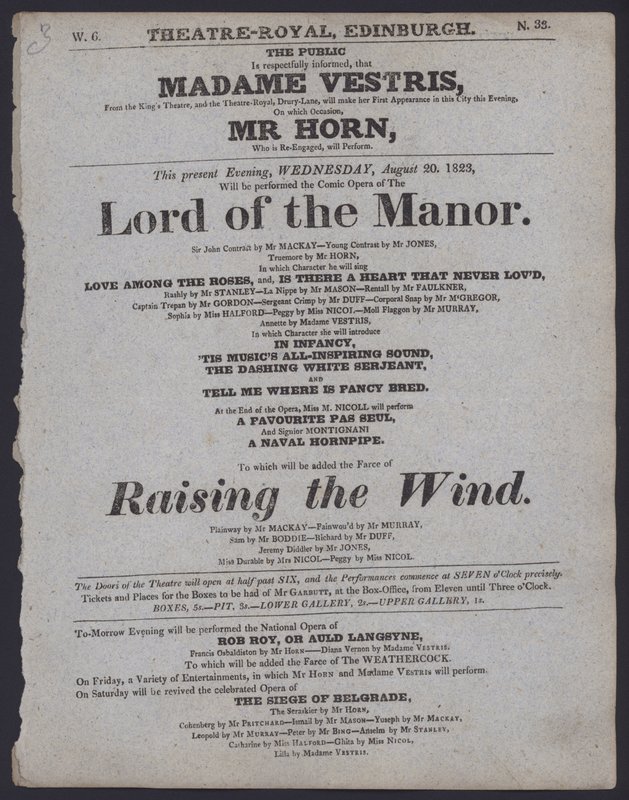 3
W. 6. THEATRE-ROYAL, EDINBURGH. N. 38.
THE PUBLIC
Is respectfully informed, that
MADAME VESTRIS,
From the King's Theatre, and the Theatre-Royal, Drury-Lane, will make her First Appearance in this City this Evening,
On which Occasion,
MR HORN,
Who is Re-Engaged, will Perform.
This present Evening, WEDNESDAY, August 20. 1823,
Will be performed the Comic Opera of The
Lord of the Manor.
Sir John Contrast by Mr MACKAY—Young Contrast by Mr JONES,
Truemore by Mr HORN,
In which Character he will sing
LOVE AMONG THE ROSES, and, IS THERE A HEART THAT NEVER LOV'D,
Rashly by Mr STANLEY—La Nippe by Mr MASON—Rentall by Mr FAULKNER,
Captain Trepan by Mr GORDON—Sergeant Crimp by Mr DUFF—Corporal Snap by Mr M'GREGOR,
Sophia by Miss HALFORD—Peggy by Miss NICOL—Moll Flaggon by Mr MURRAY,
Annette by Madame VESTRIS,
In which Character she will introduce
IN INFANCY,
'TIS MUSIC'S ALL-INSPIRING SOUND,
THE DASHING WHITE SERJEANT,
AND
TELL ME WHERE IS FANCY BRED.
At the End of the Opera, Miss M. NICOLL will perform
A FAVOURITE PAS SEUL,
And Signior MONTIGNANI
A NAVAL HORNPIPE.
To which will be added the Farce of
Raising the Wind.
Plainway by Mr MACKAY—Fainwou'd by Mr MURRAY,
Sam by Mr BODDIE—Richard by Mr DUFF,
Jeremy Diddler by Mr JONES,
Miss Durable by Mrs NICOL—Peggy by Miss NICOL.
The Doors of the Theatre will open at half past SIX, and the Performances commence at SEVEN o'Clock precisely.
Tickets and Places for the Boxes to be had of Mr GARBUTT, at the Box-Office, from Eleven until Three o'Clock.
BOXES, 5s.—PIT, 3s.—LOWER GALLERY, 2s.—UPPER GALLERY, 1s.
To-Morrow Evening will be performed the National Opera of
ROB ROY, OR AULD LANGSYNE,
Francis Osbaldiston by Mr HORN——Diana Vernon by Madame VESTRIS.
To which will be added the Farce of The WEATHERCOCK.
On Friday, a Variety of Entertainments, in which Mr HORN and Madame VESTRIS will perform.
On Saturday will be revived the celebrated Opera of
THE SIEGE OF BELGRADE,
The Seraskier by Mr HORN,
Cohenberg by Mr PRITCHARD—Ismail by Mr MASON—Yuseph by Mr MACKAY,
Leopold by Mr MURRAY—Peter by Mr BING—Anselm by Mr STANLEY,
Catharine by Miss HALFORD—Ghita by Miss NICOL,
Lilla by Madame VESTRIS.